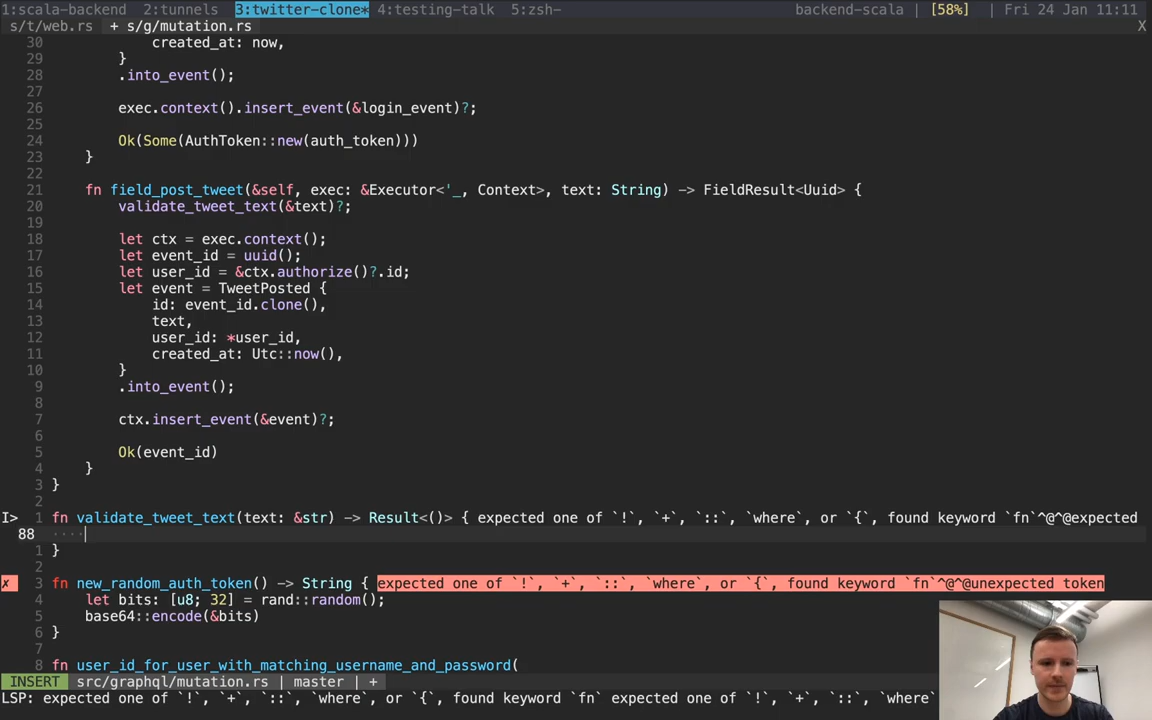 1:scala-backend 2:tunnels 3:twitter-clone* 4:testing-talk 5:zsh- backend-scala | [58%] | Fri 24 Jan 11:11
s/t/web.rs + s/g/mutation.rs X
30 created_at: now,
29 }
28 .into_event();
27
26 exec.context().insert_event(&login_event)?;
25
24 Ok(Some(AuthToken::new(auth_token)))
23 }
22
21 fn field_post_tweet(&self, exec: &Executor<'_, Context>, text: String) -> FieldResult<Uuid> {
20 validate_tweet_text(&text)?;
19
18 let ctx = exec.context();
17 let event_id = uuid();
16 let user_id = &ctx.authorize()?.id;
15 let event = TweetPosted {
14 id: event_id.clone(),
13 text,
12 user_id: *user_id,
11 created_at: Utc::now(),
10 }
9 .into_event();
8
7 ctx.insert_event(&event)?;
6
5 Ok(event_id)
4 }
3 }
2
I> 1 fn validate_tweet_text(text: &str) -> Result<()> { expected one of `!`, `+`, `::`, `where`, or `{`, found keyword `fn`^@^@expected
88 ····
1 }
2
✗ 3 fn new_random_auth_token() -> String { expected one of `!`, `+`, `::`, `where`, or `{`, found keyword `fn`^@^@unexpected token
4 let bits: [u8; 32] = rand::random();
5 base64::encode(&bits)
6 }
7
8 fn user_id_for_user_with_matching_username_and_password(
INSERT src/graphql/mutation.rs | master | +
LSP: expected one of `!`, `+`, `::`, `where`, or `{`, found keyword `fn` expected one of `!`, `+`, `::`, `where`